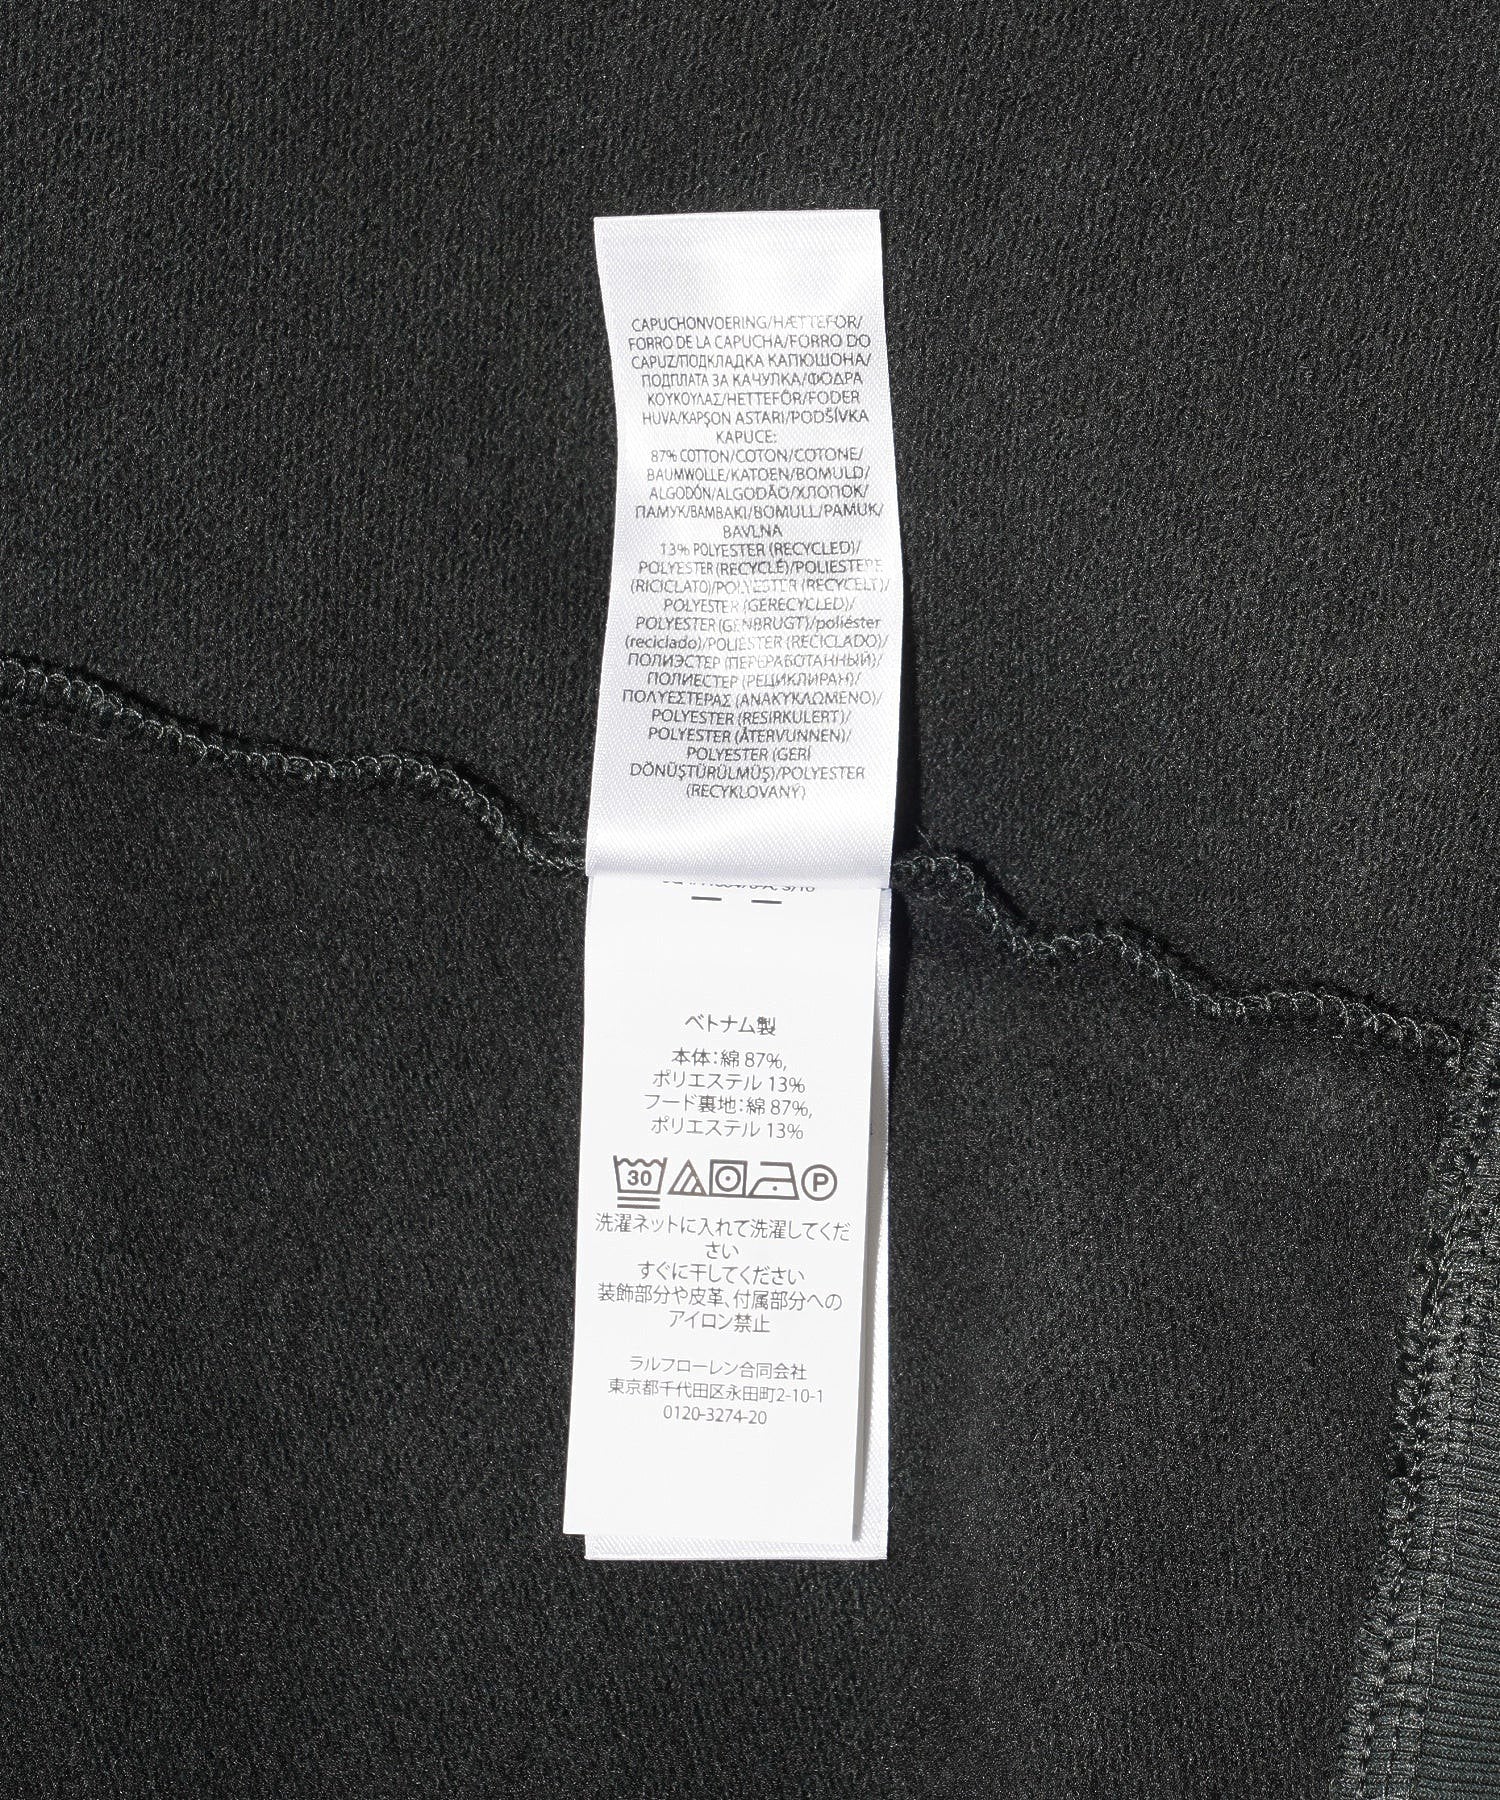 CAPUCHONVOERING/HÆTTEFOR/
FORRO DE LA CAPUCHA/FORRO DO
CAPUZ/ПОДКЛАДКА КАПЮШОНА/
ПОДПЛАТА ЗА КАЧУЛКА/ΦΟΔΡΑ
ΚΟΥΚΟΥΛΑΣ/HETTEFÔR/FODER
HUVA/KAPŞON ASTARI/PODŠÍVKA
KAPUCE:
87% COTTON/COTON/COTONE/
BAUMWOLLE/KATOEN/BOMULD/
ALGODÓN/ALGODÃO/ХЛОПОК/
ПАМУК/ΒΑΜΒΑΚΙ/BOMULL/PAMUK/
BAVLNA
13% POLYESTER (RECYCLED)/
POLYESTER (RECYCLÉ)/POLIESTERE
(RICICLATO)/POLYESTER (RECYCELT)/
POLYESTER (GERECYCLED)/
POLYESTER (GENBRUGT)/poliéster
(reciclado)/POLIÉSTER (RECICLADO)/
ПОЛИЭСТЕР (ПЕРЕРАБОТАННЫЙ)/
ПОЛИЕСТЕР (РЕЦИКЛИРАН)/
ΠΟΛΥΕΣΤΕΡΑΣ (ΑΝΑΚΥΚΛΩΜΕΝΟ)/
POLYESTER (RESIRKULERT)/
POLYESTER (ÅTERVUNNEN)/
POLYESTER (GERİ
DÖNÜŞTÜRÜLMÜŞ)/POLYESTER
(RECYKLOVANÝ)
ベトナム製
本体：綿 87%,
ポリエステル 13%
フード裏地：綿 87%,
ポリエステル 13%
30 P
洗濯ネットに入れて洗濯してくだ
さい
すぐに干してください
装飾部分や皮革、付属部分への
アイロン禁止
ラルフローレン合同会社
東京都千代田区永田町2-10-1
0120-3274-20